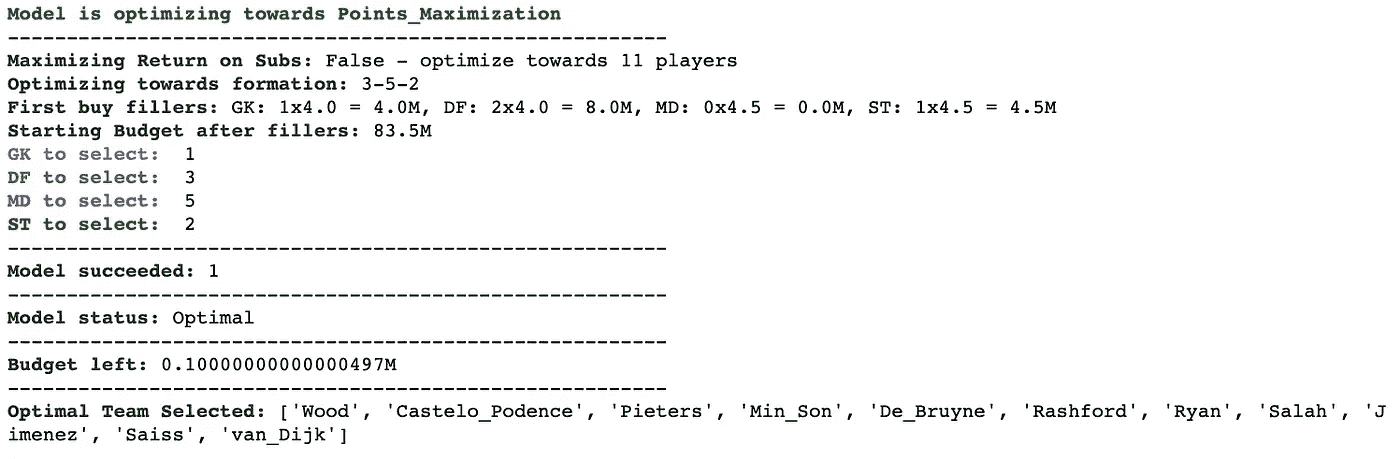 Model is optimizing towards Points_Maximization
--------------------------------------------------------
Maximizing Return on Subs: False – optimize towards 11 players
Optimizing towards formation: 3-5-2
First buy fillers: GK: 1x4.0 = 4.0M, DF: 2x4.0 = 8.0M, MD: 0x4.5 = 0.0M, ST: 1x4.5 = 4.5M
Starting Budget after fillers: 83.5M
GK to select:  1
DF to select:  3
MD to select:  5
ST to select:  2
--------------------------------------------------------
Model succeeded: 1
--------------------------------------------------------
Model status: Optimal
--------------------------------------------------------
Budget left: 0.10000000000000497M
--------------------------------------------------------
Optimal Team Selected: ['Wood', 'Castelo_Podence', 'Pieters', 'Min_Son', 'De_Bruyne', 'Rashford', 'Ryan', 'Salah', 'J
imenez', 'Saiss', 'van_Dijk']